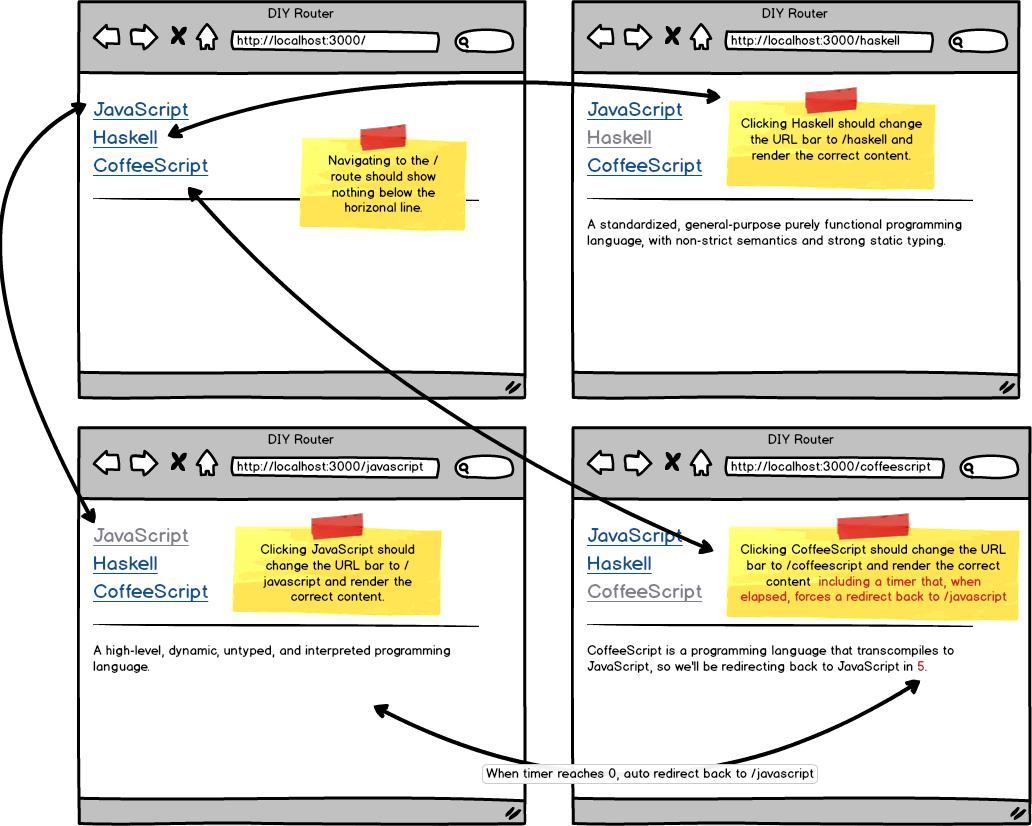 DIY Router
http://localhost:3000/
JavaScript
Haskell
CoffeeScript
Navigating to the /
route should show
nothing below the
horizonal line.
DIY Router
http://localhost:3000/haskell
JavaScript
Haskell
CoffeeScript
Clicking Haskell should change
the URL bar to /haskell and
render the correct content.
A standardized, general-purpose purely functional programming
language, with non-strict semantics and strong static typing.
DIY Router
http://localhost:3000/javascript
JavaScript
Haskell
CoffeeScript
Clicking JavaScript should
change the URL bar to /
javascript and render the
correct content.
A high-level, dynamic, untyped, and interpreted programming
language.
DIY Router
http://localhost:3000/coffeescript
JavaScript
Haskell
CoffeeScript
Clicking CoffeeScript should change the URL
bar to /coffeescript and render the correct
content including a timer that, when
elapsed, forces a redirect back to /javascript
CoffeeScript is a programming language that transcompiles to
JavaScript, so we'll be redirecting back to JavaScript in 5.
When timer reaches 0, auto redirect back to /javascript